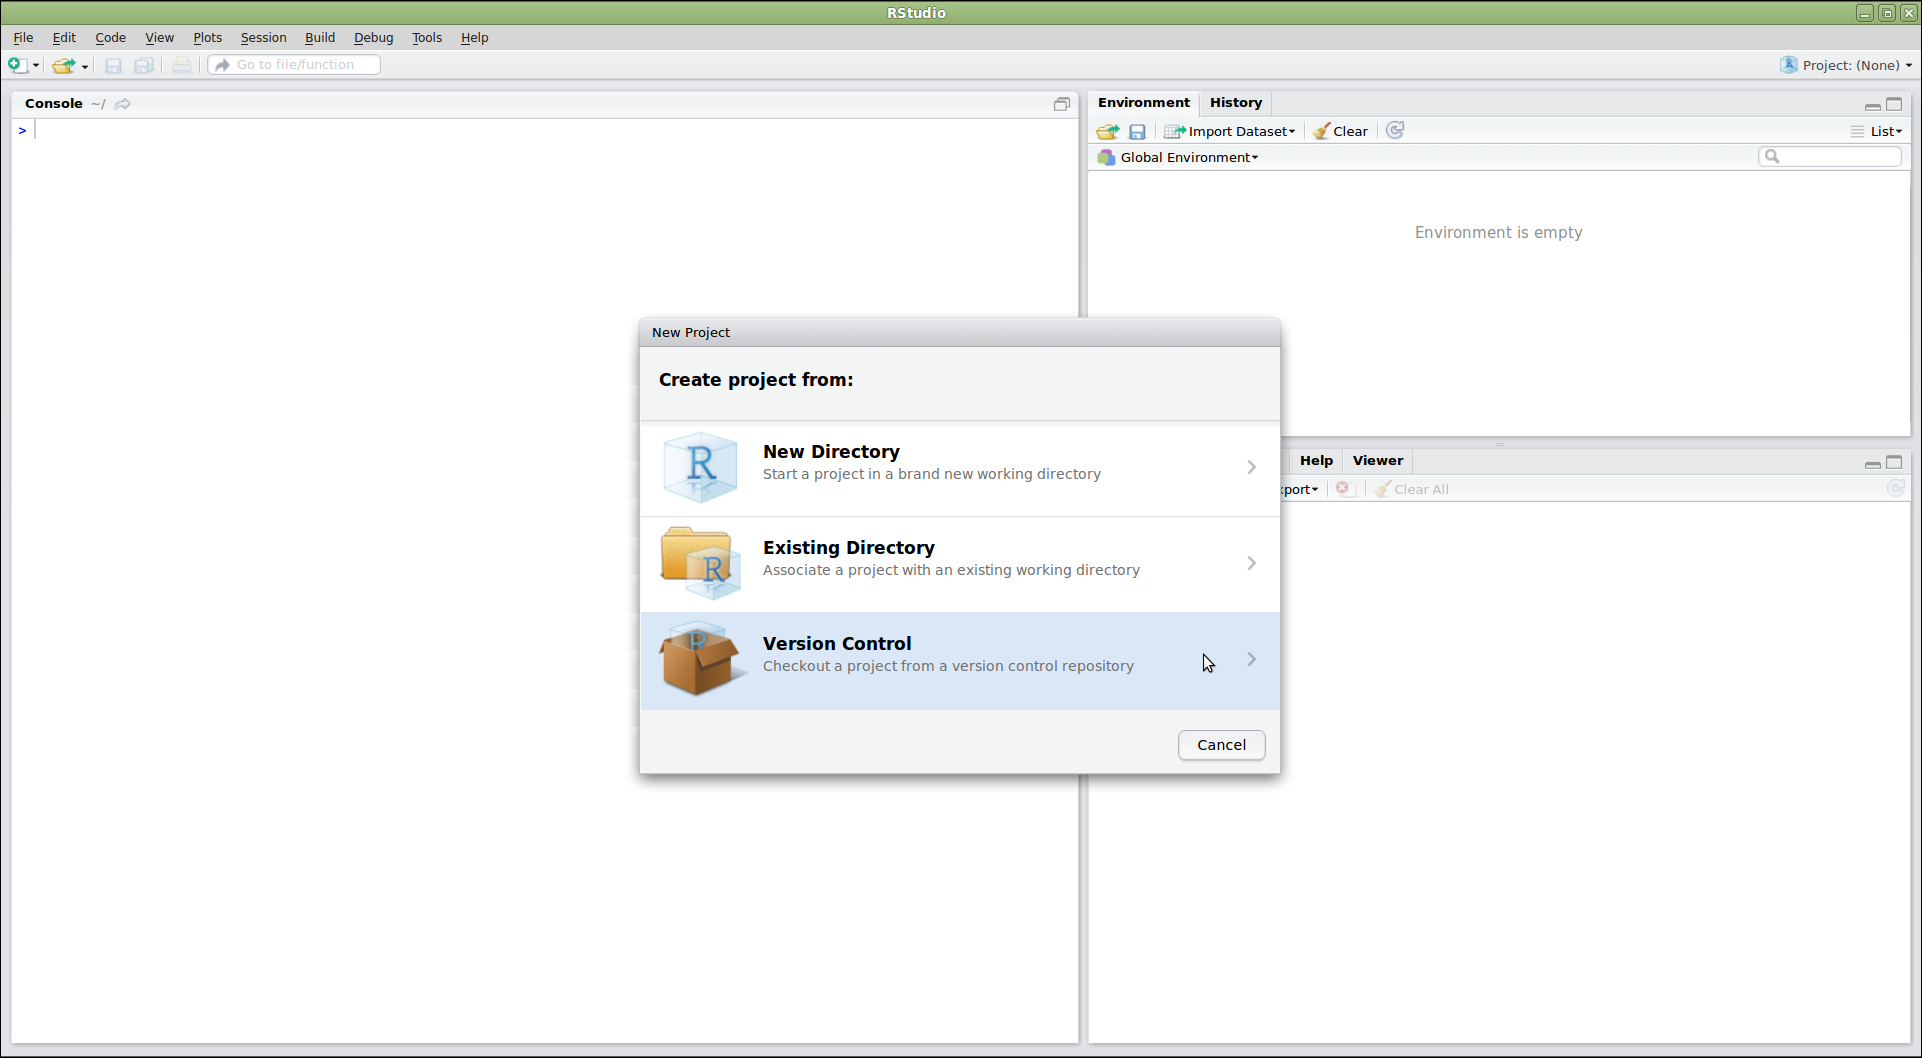 RStudio
File Edit Code View Plots Session Build Debug Tools Help
Go to file/function
Project: (None)
Console ~/
>
Environment History
Import Dataset Clear List
Global Environment
Environment is empty
New Project
Create project from:
New Directory
Start a project in a brand new working directory
Existing Directory
Associate a project with an existing working directory
Version Control
Checkout a project from a version control repository
Cancel
Help Viewer
port Clear All